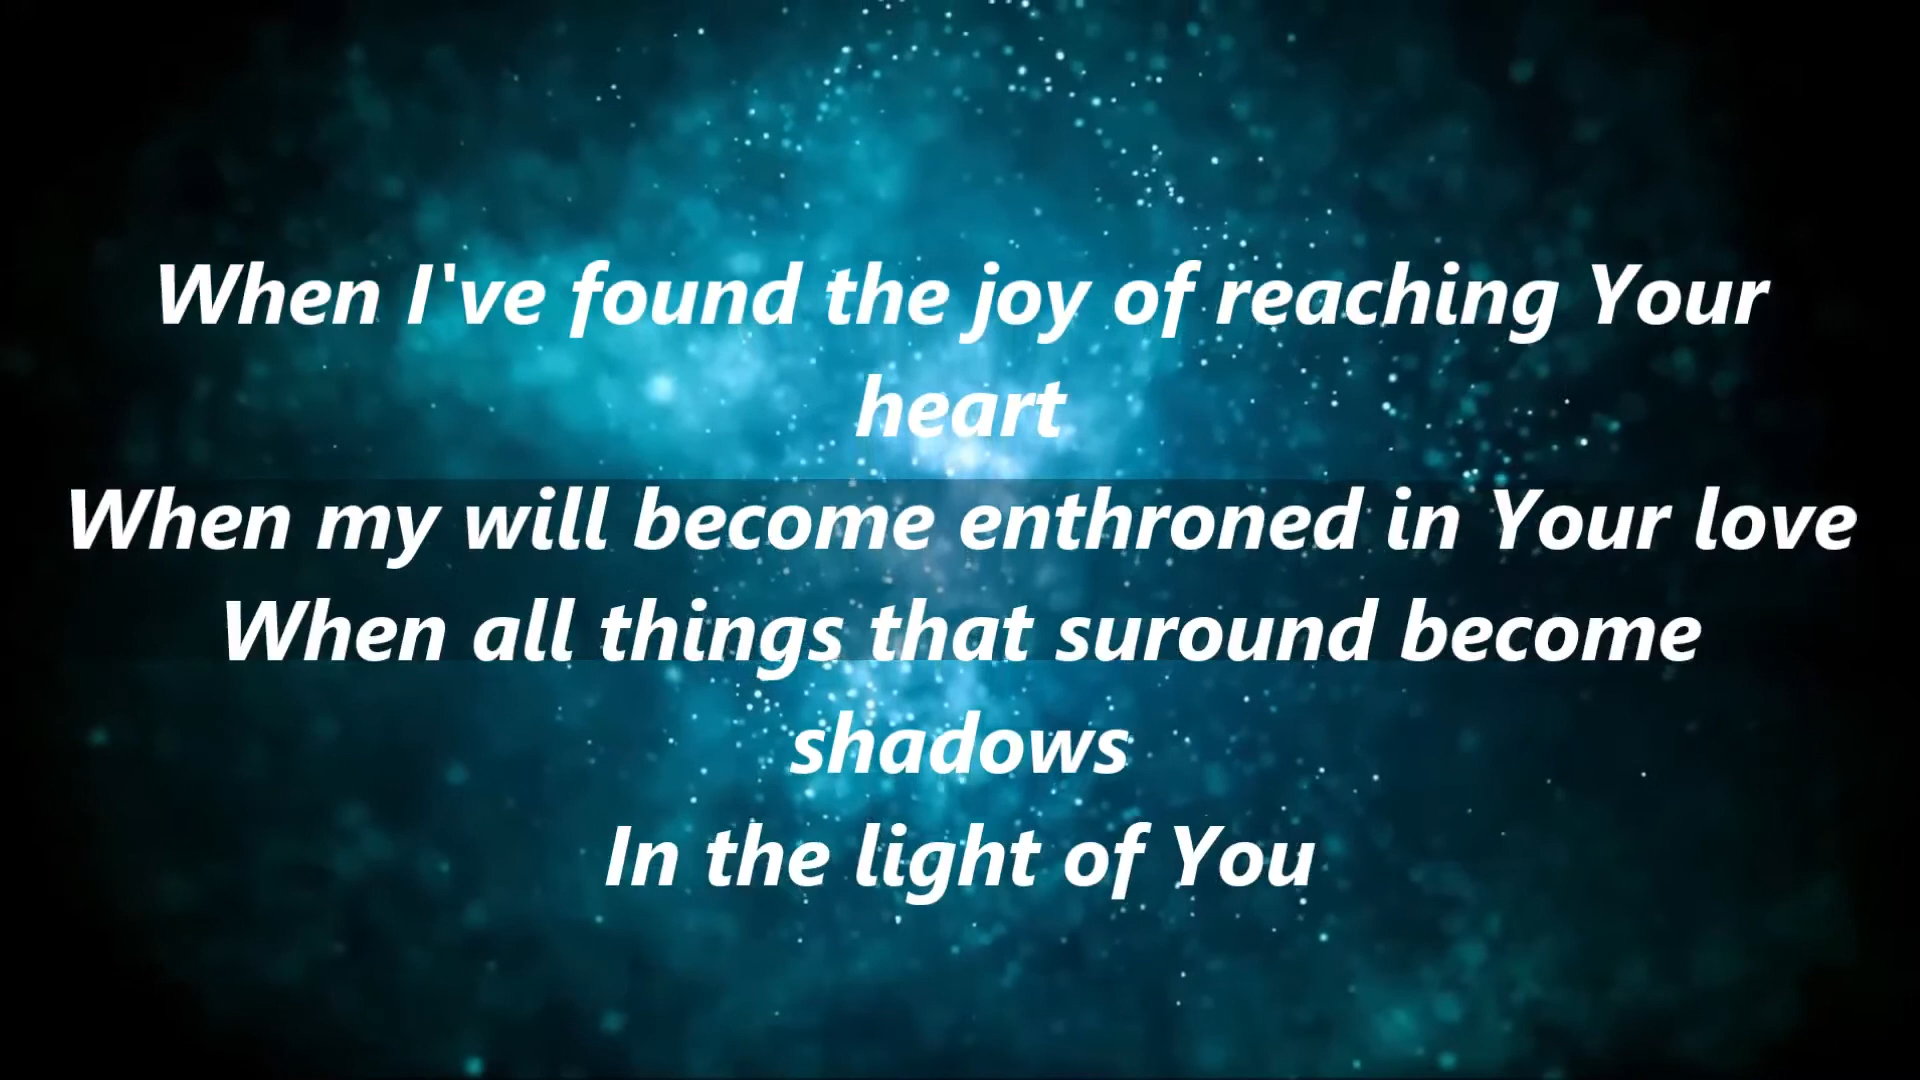 When I've found the joy of reaching Your
heart
When my will become enthroned in Your love
When all things that suround become
shadows
In the light of You